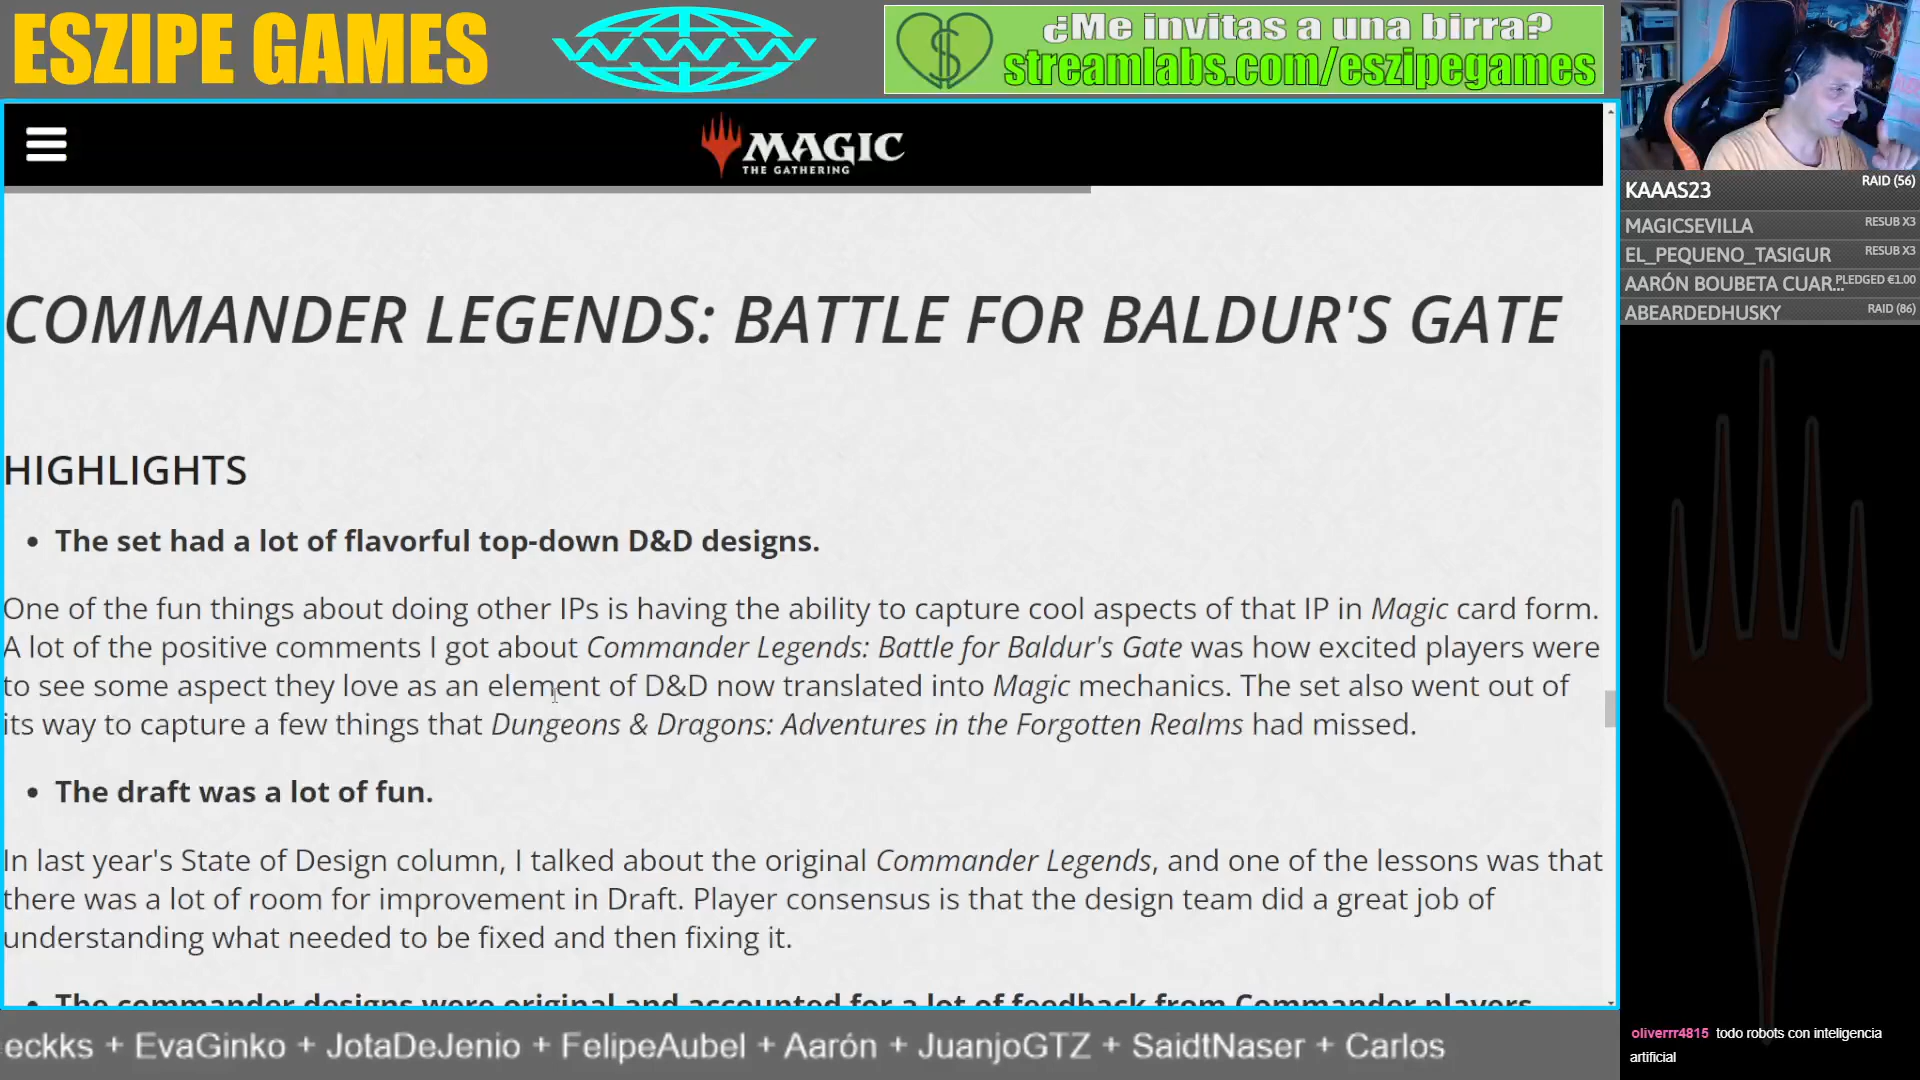 ESZIPE GAMES
WWW
¿Me invitas a una birra?
streamlabs.com/eszipegames
MAGIC
THE GATHERING
KAAAS23 RAID (56)
MAGICSEVILLA RESUB X3
EL_PEQUENO_TASIGUR RESUB X3
AARÓN BOUBETA CUAR... PLEDGED €1.00
ABEARDEDHUSKY RAID (86)
COMMANDER LEGENDS: BATTLE FOR BALDUR'S GATE
HIGHLIGHTS
• The set had a lot of flavorful top-down D&D designs.
One of the fun things about doing other IPs is having the ability to capture cool aspects of that IP in Magic card form.
A lot of the positive comments I got about Commander Legends: Battle for Baldur's Gate was how excited players were
to see some aspect they love as an element of D&D now translated into Magic mechanics. The set also went out of
its way to capture a few things that Dungeons & Dragons: Adventures in the Forgotten Realms had missed.
• The draft was a lot of fun.
In last year's State of Design column, I talked about the original Commander Legends, and one of the lessons was that
there was a lot of room for improvement in Draft. Player consensus is that the design team did a great job of
understanding what needed to be fixed and then fixing it.
• The commander designs were original and accounted for a lot of feedback from Commander players.
eckks + EvaGinko + JotaDeJenio + FelipeAubel + Aarón + JuanjoGTZ + SaidtNaser + Carlos
oliverrr4815 todo robots con inteligencia
artificial